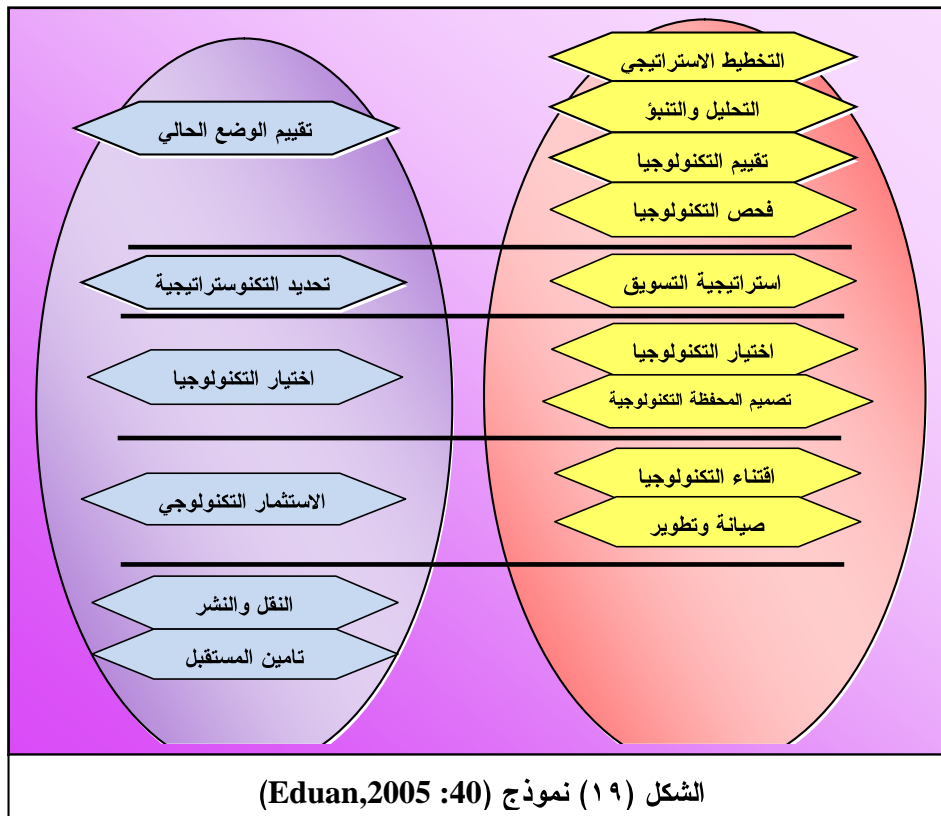 التخطيط الاستراتيجي
التحليل والتنبؤ
تقييم التكنولوجيا
فحص التكنولوجيا
استراتيجية التسويق
اختيار التكنولوجيا
تصميم المحفظة التكنولوجية
اقتناء التكنولوجيا
صيانة وتطوير
تقييم الوضع الحالي
تحديد التكنوستراتيجية
اختيار التكنولوجيا
الاستثمار التكنولوجي
النقل والنشر
تامين المستقبل
الشكل (١٩) نموذج (Eduan,2005 :40)